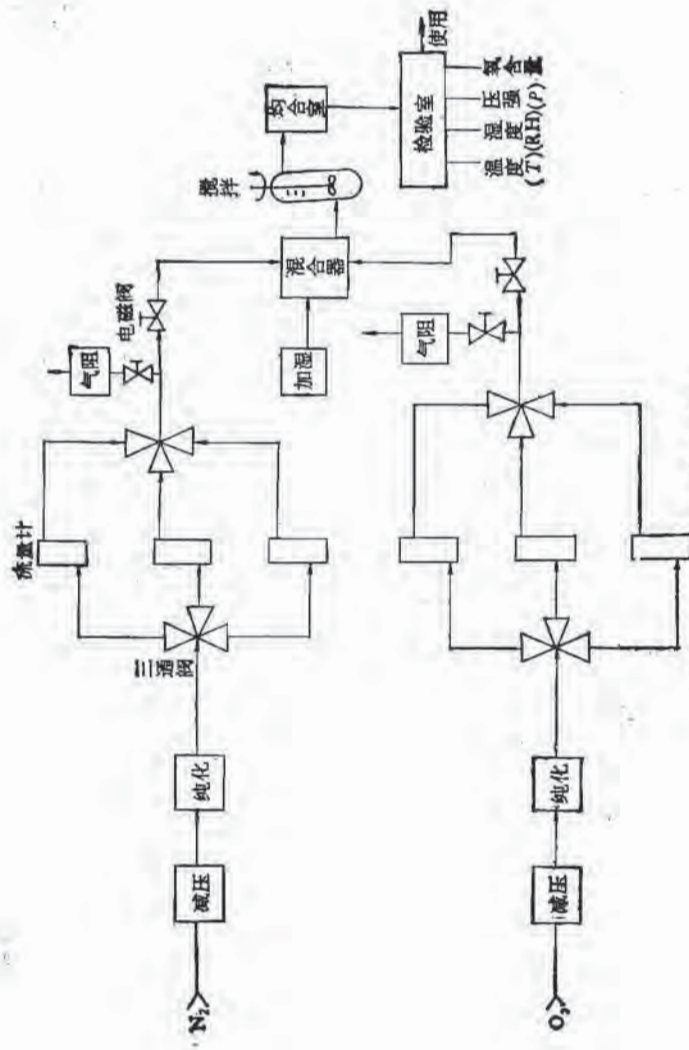 N₂
减压
纯化
三通阀
流量计
气阻
电磁阀
加湿
混合器
搅拌
均合室
检验室
使用
温度(T)
湿度(RH)
压强(P)
氧含量
O₃
减压
纯化
气阻